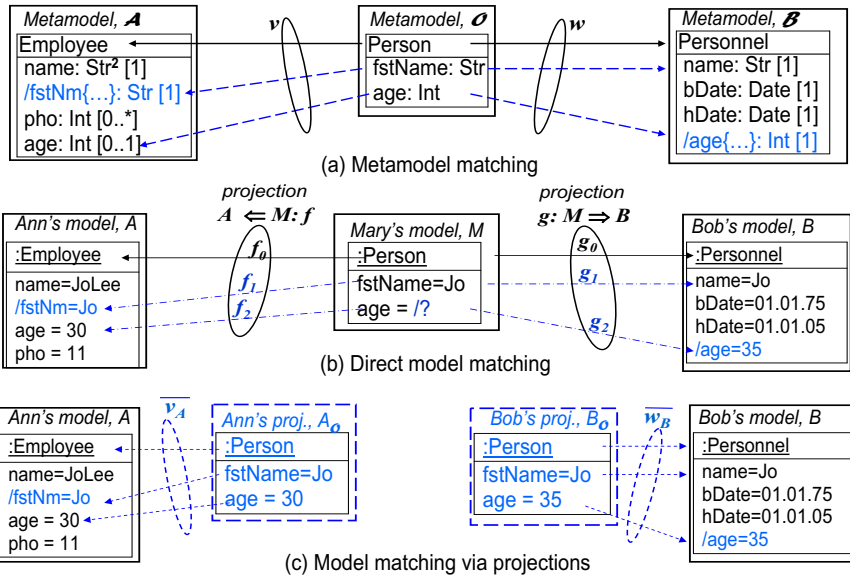 Metamodel, A
Employee
name: Str² [1]
/fstNm{...}: Str [1]
pho: Int [0..*]
age: Int [0..1]
v
Metamodel, O
Person
fstName: Str
age: Int
w
Metamodel, B
Personnel
name: Str [1]
bDate: Date [1]
hDate: Date [1]
/age{...}: Int [1]
(a) Metamodel matching
projection
A ⇐ M: f
projection
g: M ⇒ B
Ann's model, A
:Employee
name=JoLee
/fstNm=Jo
age = 30
pho = 11
f0
f1
f2
Mary's model, M
:Person
fstName=Jo
age = /?
g0
g1
g2
Bob's model, B
:Personnel
name=Jo
bDate=01.01.75
hDate=01.01.05
/age=35
(b) Direct model matching
Ann's model, A
:Employee
name=JoLee
/fstNm=Jo
age = 30
pho = 11
v̅A
Ann's proj., AO
:Person
fstName=Jo
age = 30
Bob's proj., BO
:Person
fstName=Jo
age = 35
w̅B
Bob's model, B
:Personnel
name=Jo
bDate=01.01.75
hDate=01.01.05
/age=35
(c) Model matching via projections